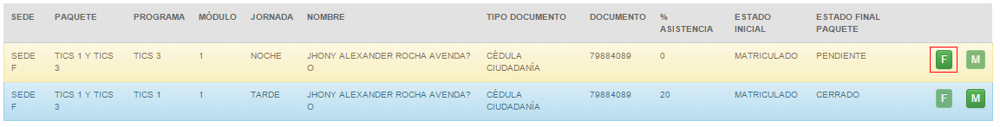 SEDE PAQUETE PROGRAMA MÓDULO JORNADA NOMBRE TIPO DOCUMENTO DOCUMENTO % ASISTENCIA ESTADO INICIAL ESTADO FINAL PAQUETE
SEDE F TICS 1 Y TICS 3 TICS 3 1 NOCHE JHONY ALEXANDER ROCHA AVENDA?O CÉDULA CIUDADANÍA 79884089 0 MATRICULADO PENDIENTE F M
SEDE F TICS 1 Y TICS 3 TICS 1 1 TARDE JHONY ALEXANDER ROCHA AVENDA?O CÉDULA CIUDADANÍA 79884089 20 MATRICULADO CERRADO F M